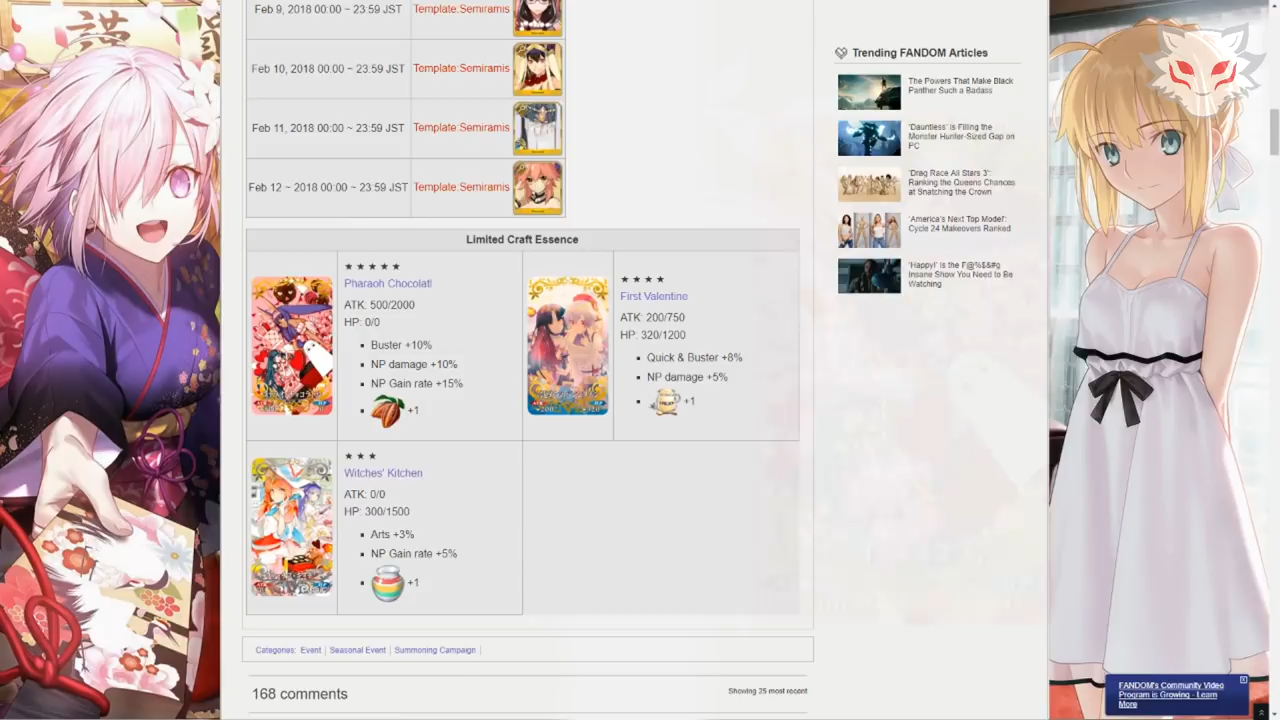 Feb 9, 2018 00:00 ~ 23:59 JST
Template:Semiramis
Feb 10, 2018 00:00 ~ 23:59 JST
Template:Semiramis
Feb 11, 2018 00:00 ~ 23:59 JST
Template:Semiramis
Feb 12 ~ 28, 2018 00:00 ~ 23:59 JST
Template:Semiramis
Limited Craft Essence
★ ★ ★ ★ ★
Pharaoh Chocolatl
ATK: 500/2000
HP: 0/0
Buster +10%
NP damage +10%
NP Gain rate +15%
+1
★ ★ ★ ★
First Valentine
ATK: 200/750
HP: 320/1200
Quick & Buster +8%
NP damage +5%
+1
★ ★ ★
Witches' Kitchen
ATK: 0/0
HP: 300/1500
Arts +3%
NP Gain rate +5%
+1
Categories: Event | Seasonal Event | Summoning Campaign |
168 comments
Showing 25 most recent
Trending FANDOM Articles
The Powers That Make Black
Panther Such a Badass
'Dauntless' is Filling the
Monster Hunter-Sized Gap on
PC
'Drag Race All Stars 3':
Ranking the Queens Chances
at Snatching the Crown
'America's Next Top Model':
Cycle 24 Makeovers Ranked
'Happy!' Is the F@%$&#g
Insane Show You Need to Be
Watching
FANDOM's Community Video
Program is Growing - Learn
More
謹